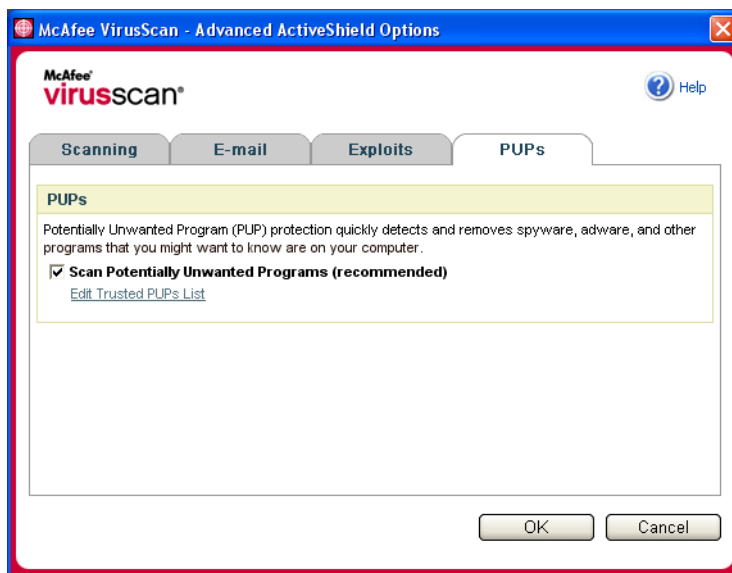 McAfee VirusScan - Advanced ActiveShield Options
McAfee®
virusscan®
Help
Scanning
E-mail
Exploits
PUPs
PUPs
Potentially Unwanted Program (PUP) protection quickly detects and removes spyware, adware, and other
programs that you might want to know are on your computer.
Scan Potentially Unwanted Programs (recommended)
Edit Trusted PUPs List
OK
Cancel